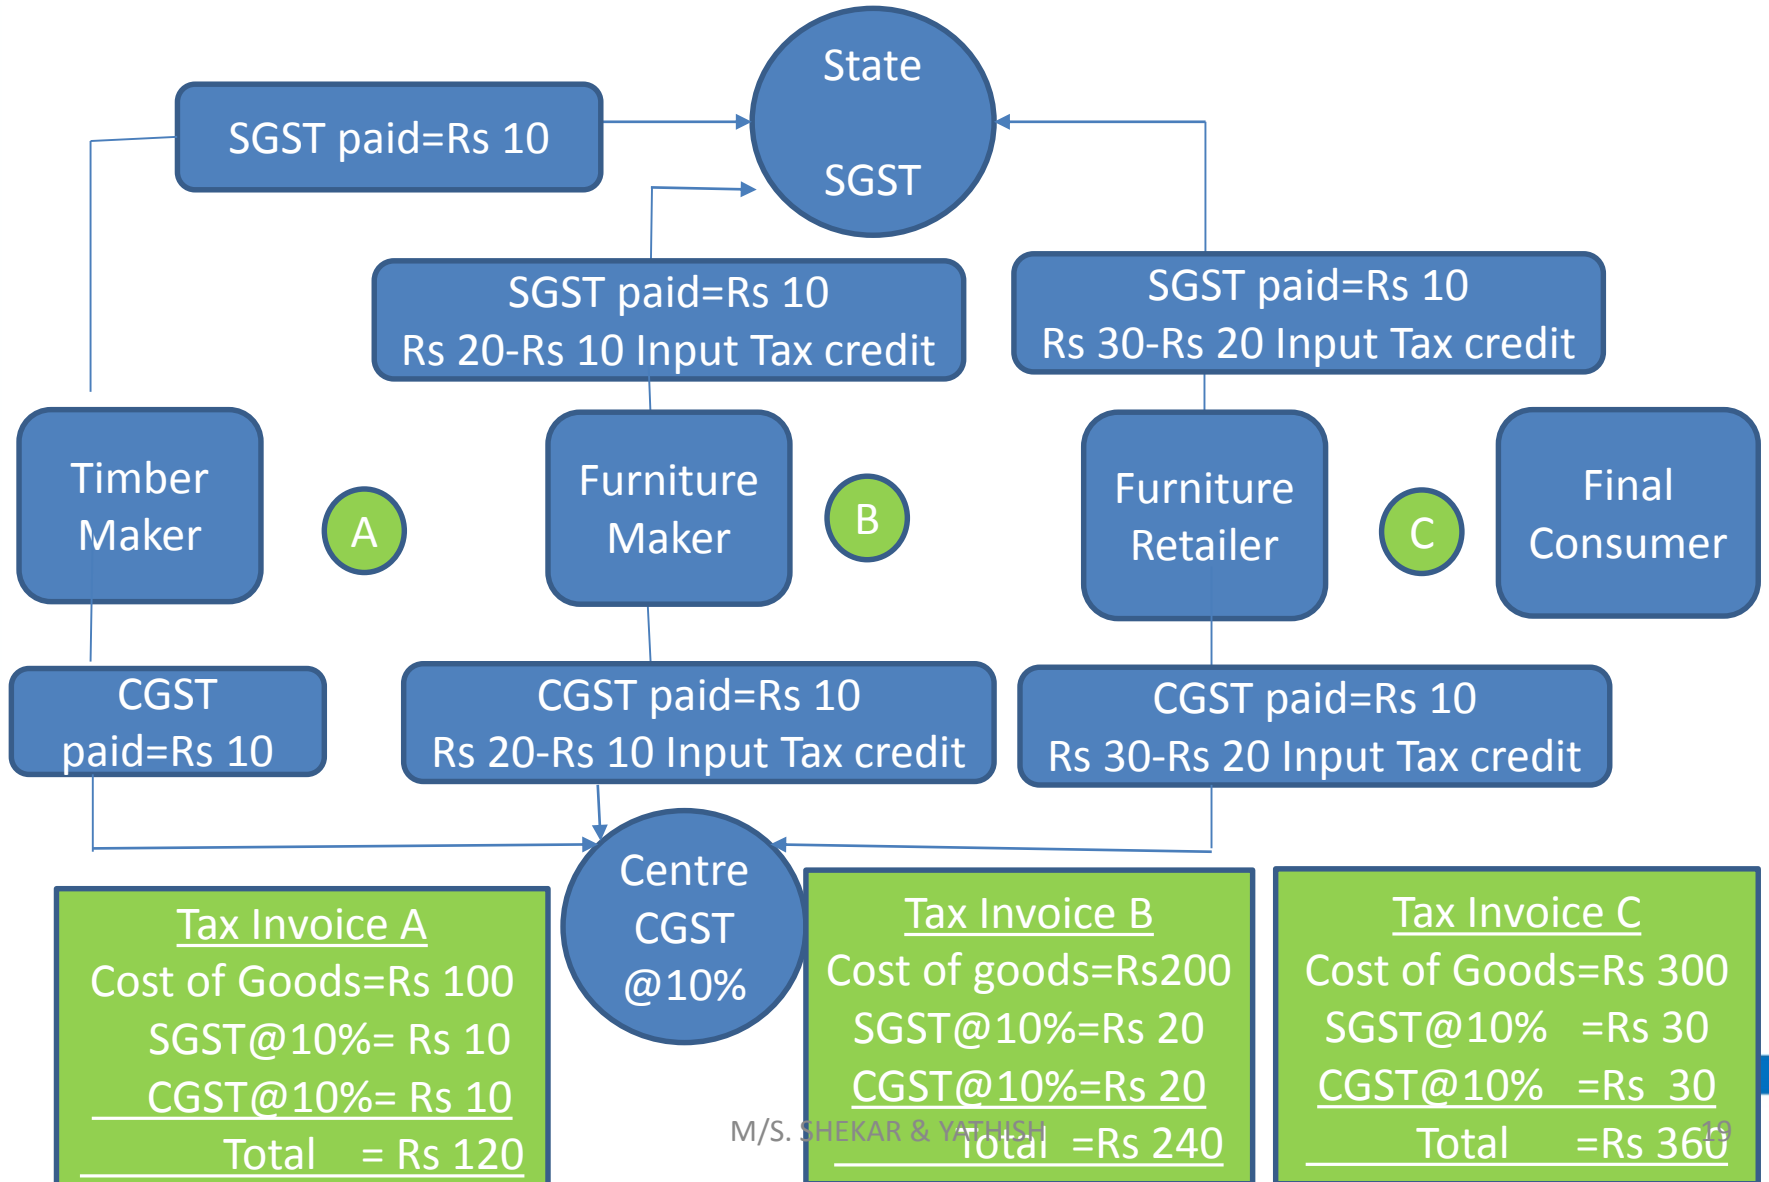 State
SGST
SGST paid=Rs 10
SGST paid=Rs 10
Rs 20-Rs 10 Input Tax credit
SGST paid=Rs 10
Rs 30-Rs 20 Input Tax credit
Timber
Maker
A
Furniture
Maker
B
Furniture
Retailer
C
Final
Consumer
CGST
paid=Rs 10
CGST paid=Rs 10
Rs 20-Rs 10 Input Tax credit
CGST paid=Rs 10
Rs 30-Rs 20 Input Tax credit
Centre
CGST
@10%
Tax Invoice A
Cost of Goods=Rs 100
SGST@10%= Rs 10
CGST@10%= Rs 10
Total = Rs 120
Tax Invoice B
Cost of goods=Rs200
SGST@10%=Rs 20
CGST@10%=Rs 20
Total =Rs 240
Tax Invoice C
Cost of Goods=Rs 300
SGST@10% =Rs 30
CGST@10% =Rs 30
Total =Rs 360
M/S. SHEKAR & YATHISH
19